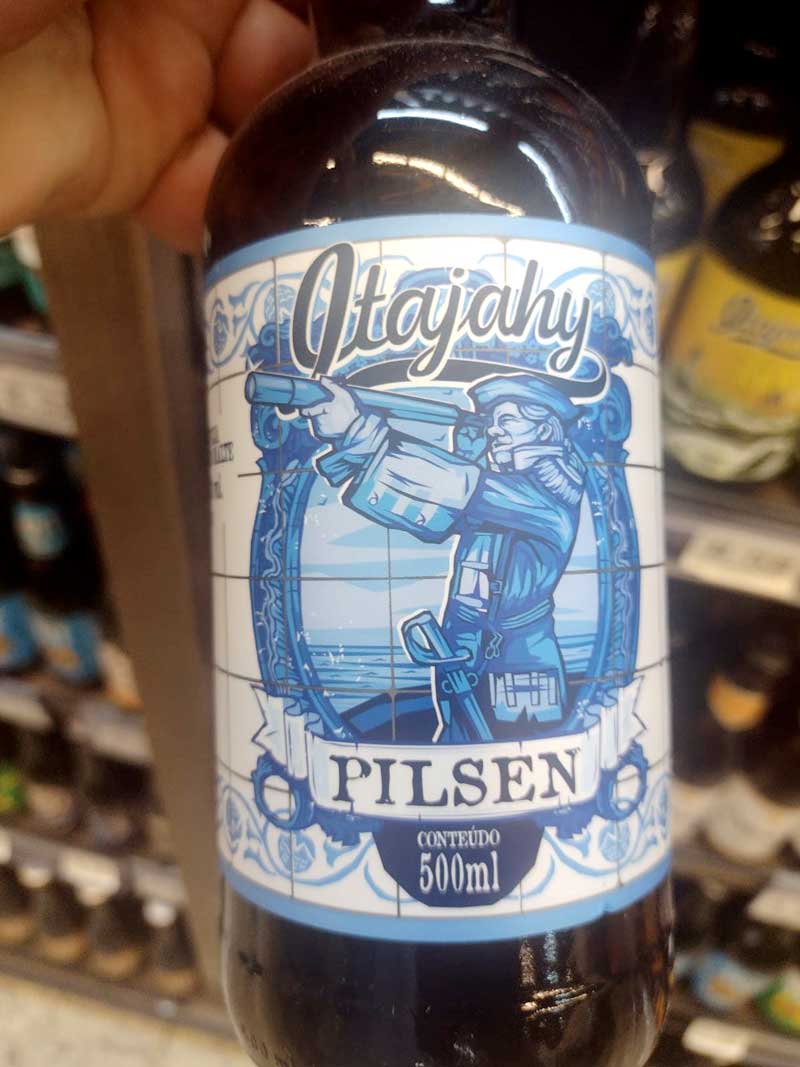 Itajahy
PILSEN
CONTEÚDO
500ml